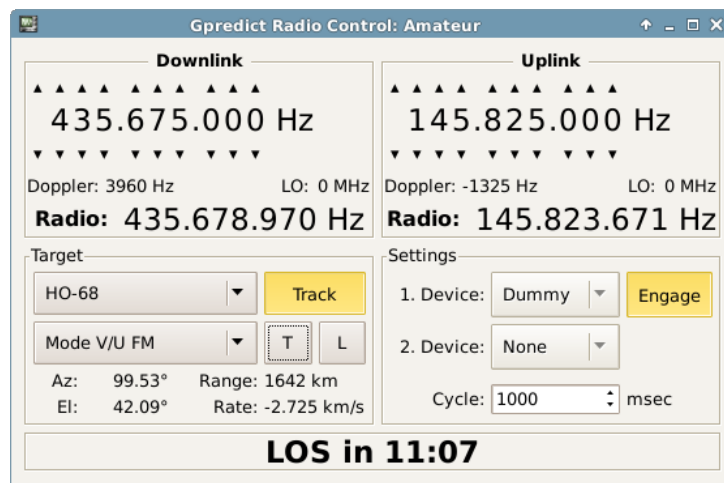 Gpredict Radio Control: Amateur
Downlink
435.675.000 Hz
Doppler: 3960 Hz LO: 0 MHz
Radio: 435.678.970 Hz
Uplink
145.825.000 Hz
Doppler: -1325 Hz LO: 0 MHz
Radio: 145.823.671 Hz
Target
HO-68 Track
Mode V/U FM T L
Az: 99.53° Range: 1642 km
El: 42.09° Rate: -2.725 km/s
Settings
1. Device: Dummy Engage
2. Device: None
Cycle: 1000 msec
LOS in 11:07